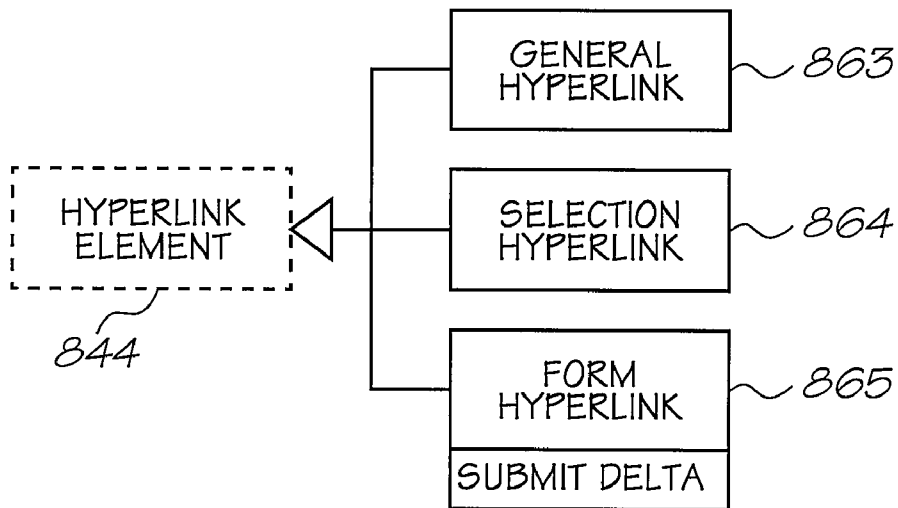 GENERAL
HYPERLINK
863
HYPERLINK
ELEMENT
844
SELECTION
HYPERLINK
864
FORM
HYPERLINK
865
SUBMIT DELTA